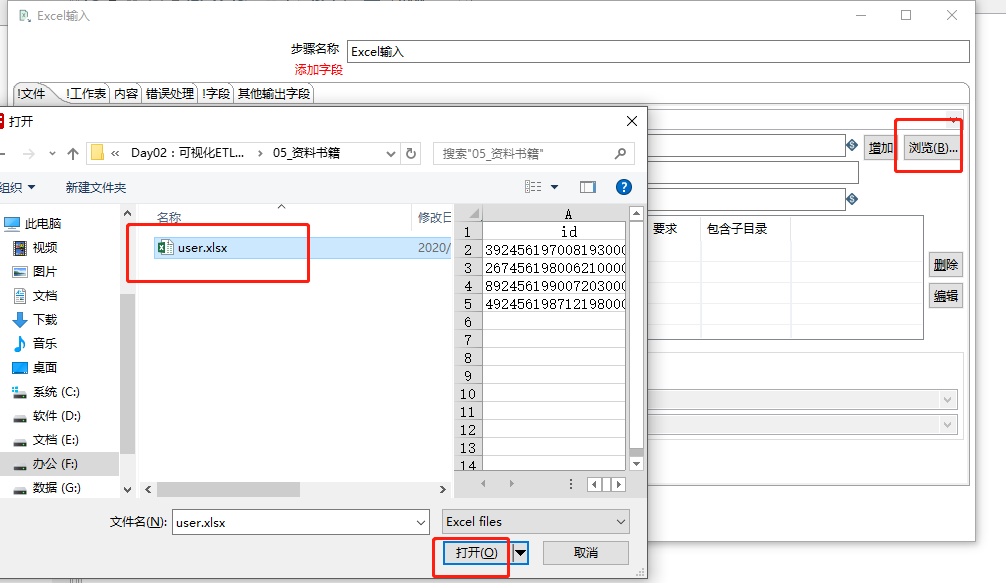 Excel输入
步骤名称 Excel输入
添加字段
!文件 !工作表 内容 错误处理 !字段 其他输出字段
打开
« Day02：可视化ETL... › 05_资料书籍 搜索"05_资料书籍"
增加 浏览(B)...
组织 新建文件夹
要求 包含子目录
删除
编辑
此电脑
视频
图片
文档
下载
音乐
桌面
系统 (C:)
软件 (D:)
文档 (E:)
办公 (F:)
数据 (G:)
名称 修改日
user.xlsx 2020/
A
1 id
2 392456197008193000
3 267456198006210000
4 892456199007203000
5 492456198712198000
6
7
8
9
10
11
12
13
14
文件名(N): user.xlsx Excel files
打开(O) 取消